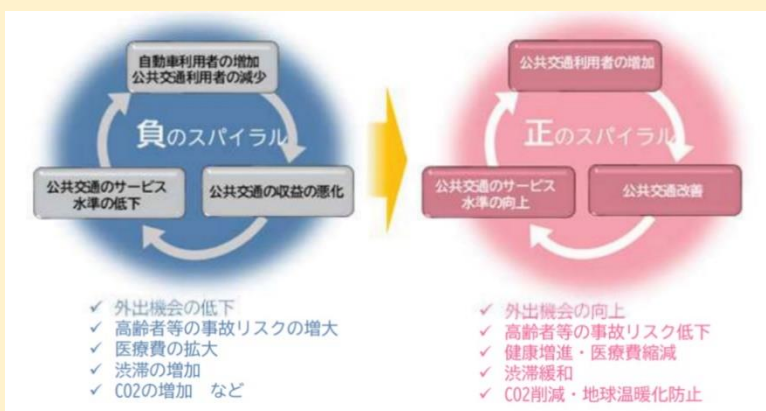 自動車利用者の増加
公共交通利用者の減少
負のスパイラル
公共交通のサービス
水準の低下
公共交通の収益の悪化
✓ 外出機会の低下
✓ 高齢者等の事故リスクの増大
✓ 医療費の拡大
✓ 渋滞の増加
✓ CO2の増加 など
公共交通利用者の増加
正のスパイラル
公共交通のサービス
水準の向上
公共交通改善
✓ 外出機会の向上
✓ 高齢者等の事故リスク低下
✓ 健康増進・医療費縮減
✓ 渋滞緩和
✓ CO2削減・地球温暖化防止